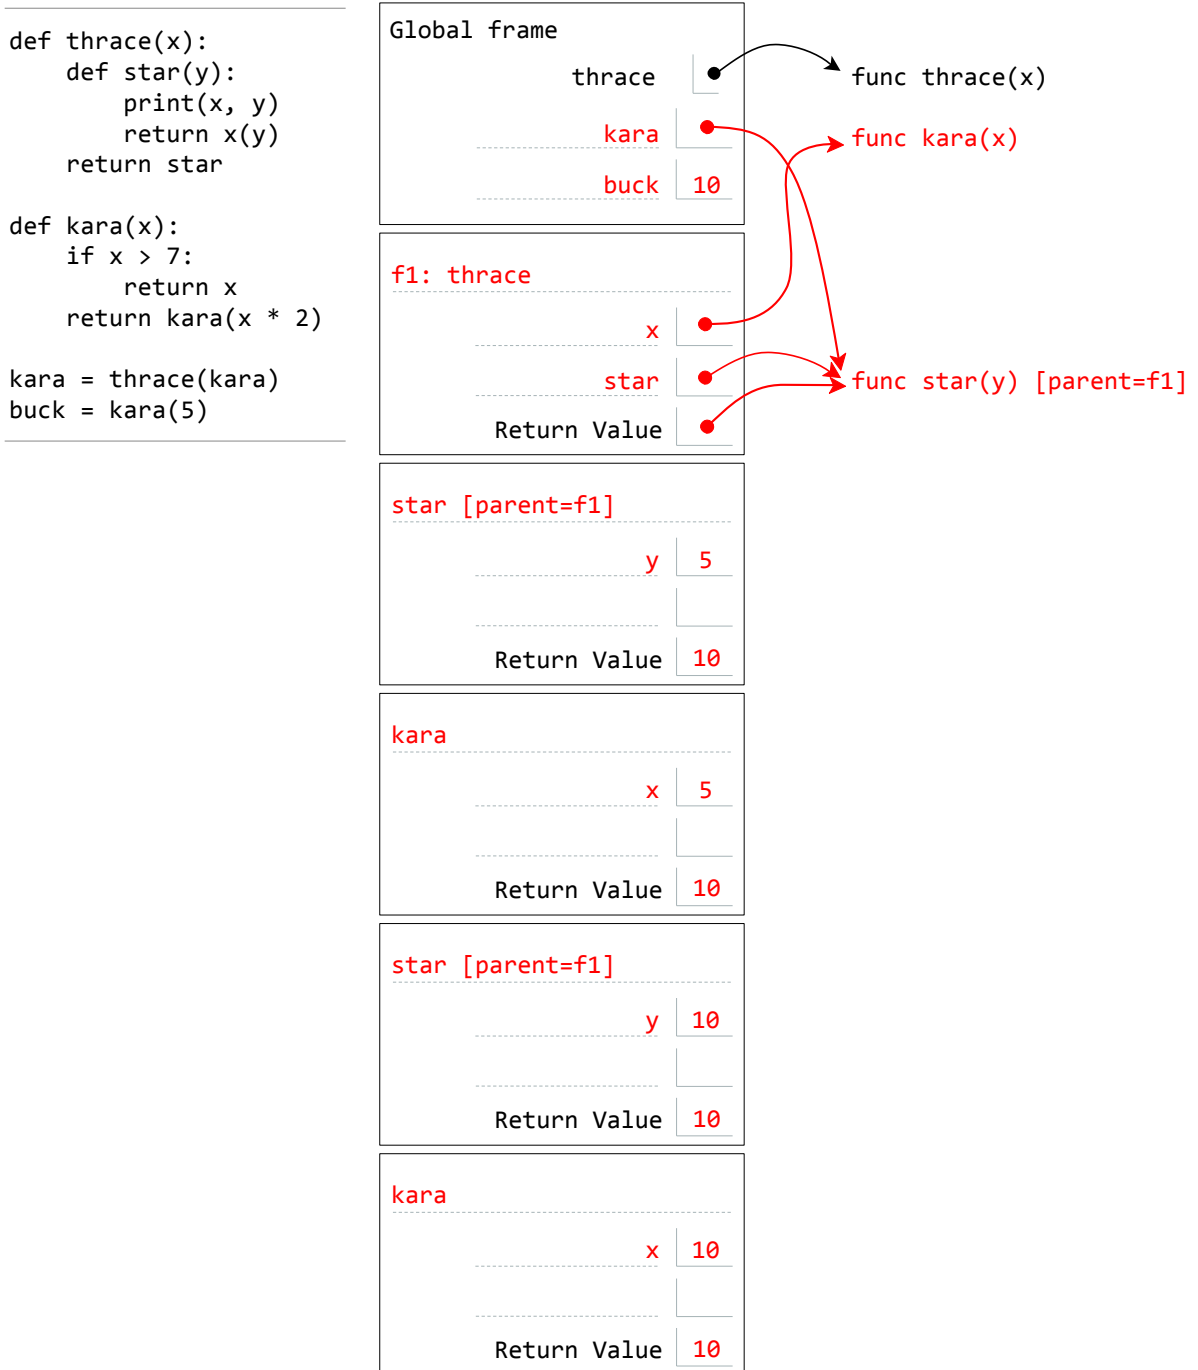 def thrace(x):
    def star(y):
        print(x, y)
        return x(y)
    return star
def kara(x):
    if x > 7:
        return x
    return kara(x * 2)
kara = thrace(kara)
buck = kara(5)
Global frame
thrace
func thrace(x)
kara
func kara(x)
buck 10
f1: thrace
x
star
func star(y) [parent=f1]
Return Value
star [parent=f1]
y 5
Return Value 10
kara
x 5
Return Value 10
star [parent=f1]
y 10
Return Value 10
kara
x 10
Return Value 10